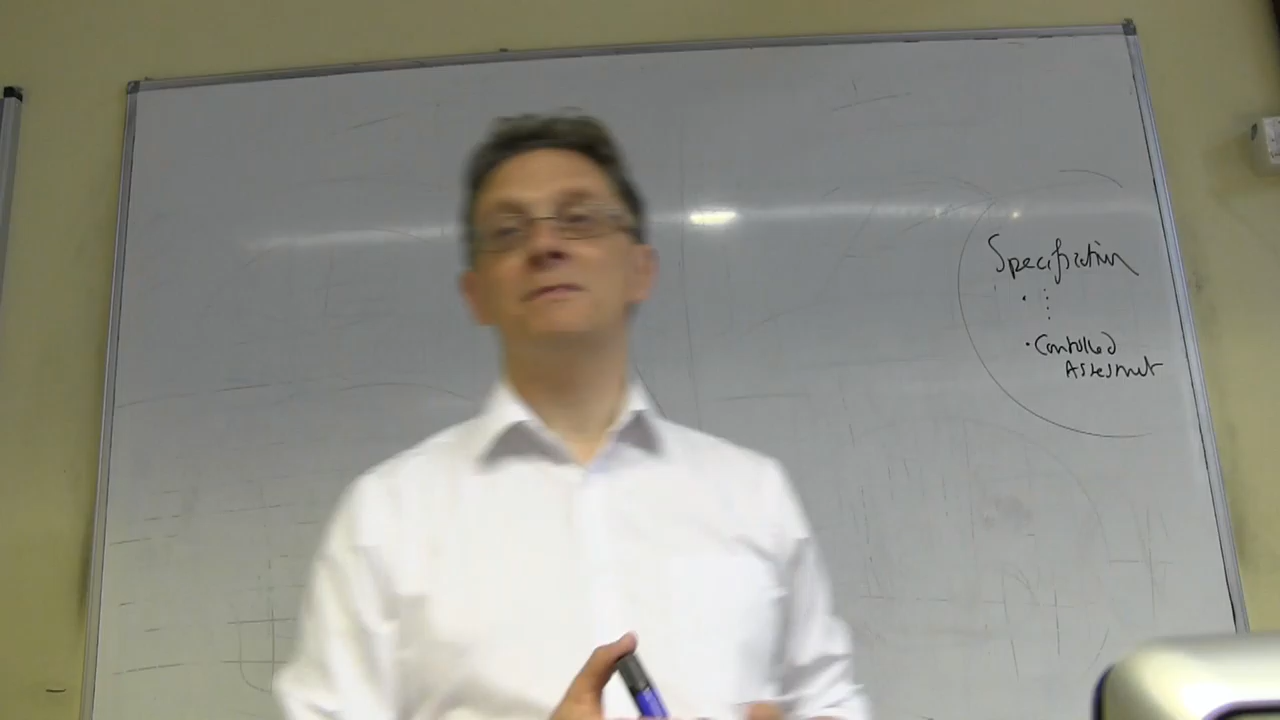 Specification
• Controlled
Assessment